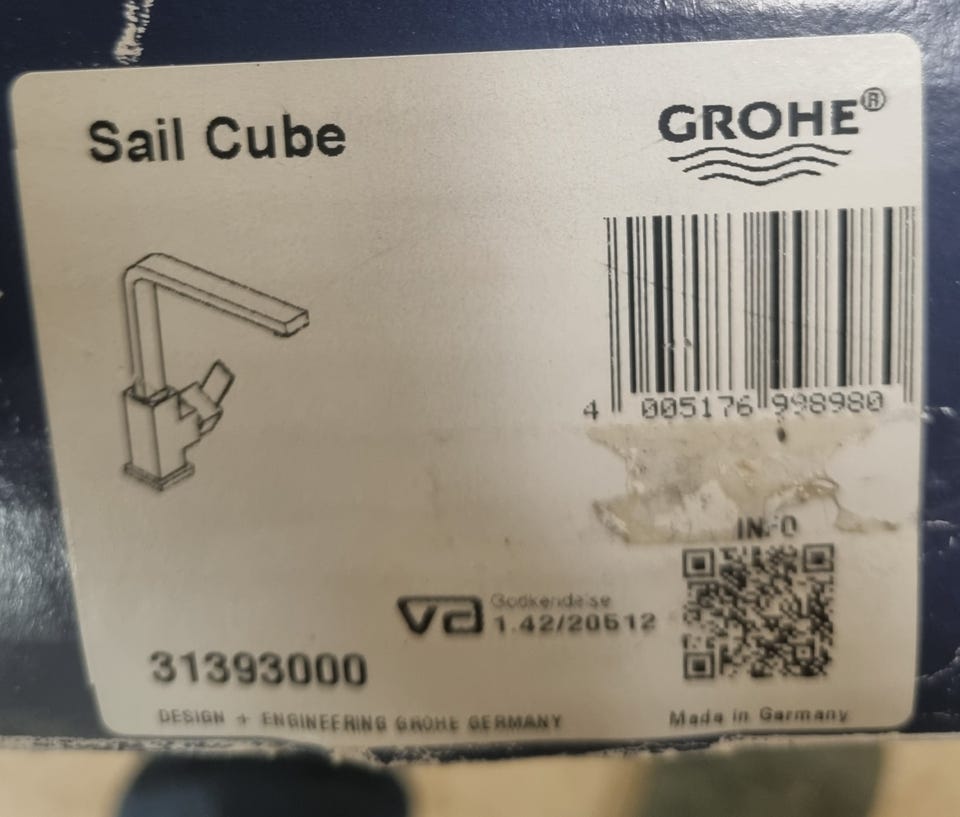 Sail Cube
GROHE®
4 005176 998980
INFO
VA Godkendelse
1.42/20512
31393000
DESIGN + ENGINEERING GROHE GERMANY
Made in Germany